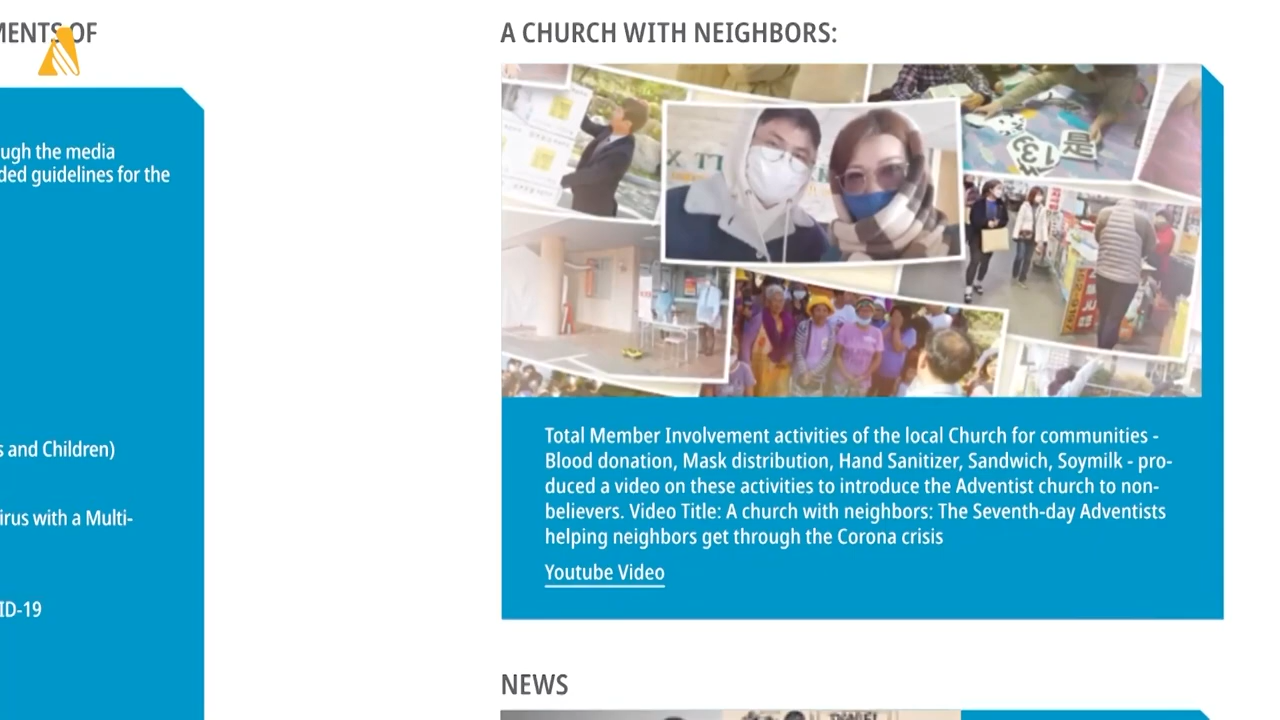 MENTS OF
ugh the media
ded guidelines for the
s and Children)
irus with a Multi-
ID-19
A CHURCH WITH NEIGHBORS:
是
Total Member Involvement activities of the local Church for communities -
Blood donation, Mask distribution, Hand Sanitizer, Sandwich, Soymilk - pro-
duced a video on these activities to introduce the Adventist church to non-
believers. Video Title: A church with neighbors: The Seventh-day Adventists
helping neighbors get through the Corona crisis
Youtube Video
NEWS